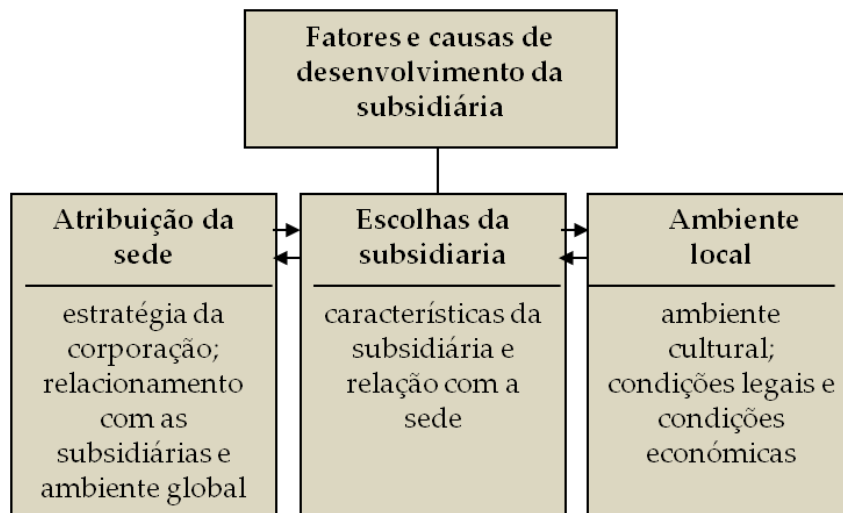 Fatores e causas de
desenvolvimento da
subsidiária
Atribuição da
sede
estratégia da
corporação;
relacionamento
com as
subsidiárias e
ambiente global
Escolhas da
subsidiaria
características da
subsidiária e
relação com a
sede
Ambiente
local
ambiente
cultural;
condições legais e
condições
económicas